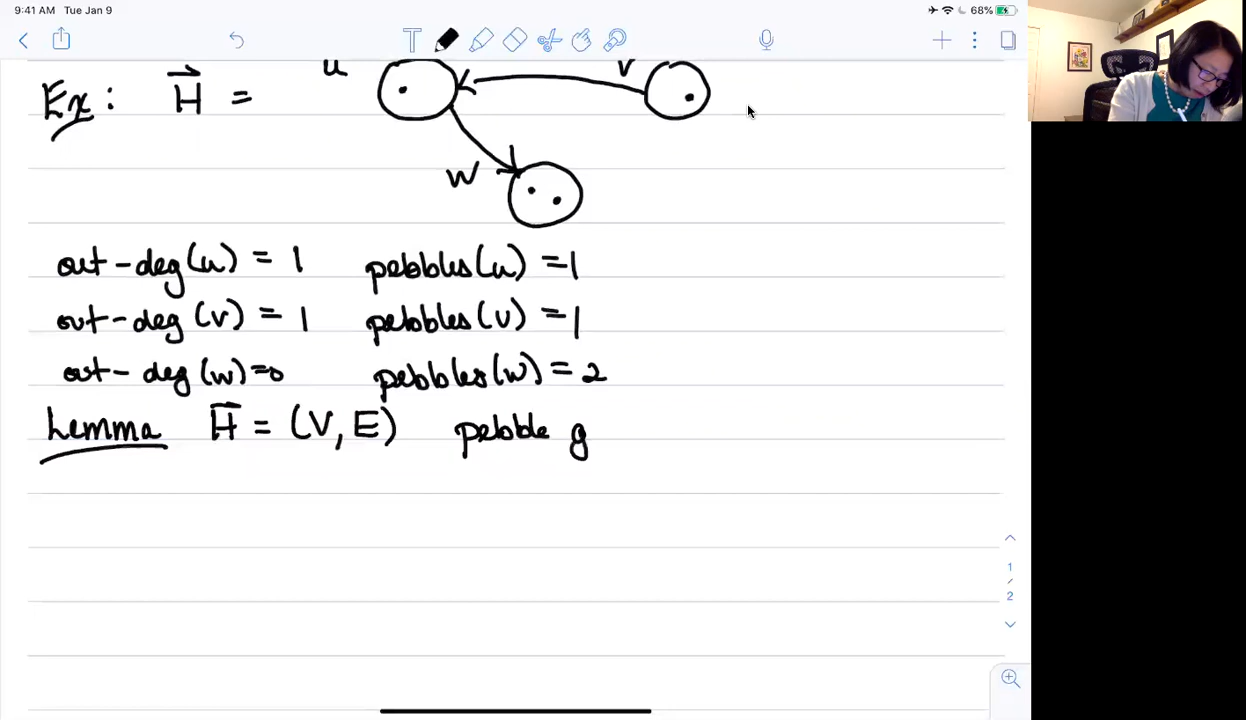 9:41 AM Tue Jan 9 68%
u v
Ex: H⃗ =
w
out-deg(u) = 1 pebbles(u) = 1
out-deg(v) = 1 pebbles(v) = 1
out-deg(w)=0 pebbles(w) = 2
Lemma H⃗ = (V, E) pebble g
1
/
2